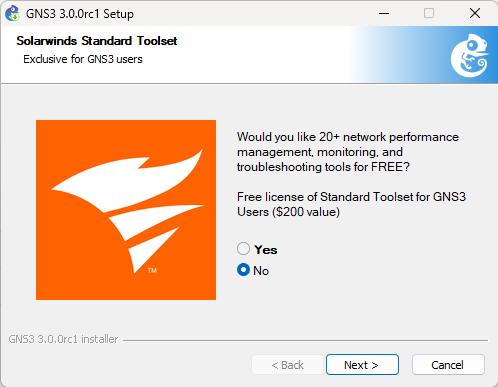 GNS3 3.0.0rc1 Setup
Solarwinds Standard Toolset
Exclusive for GNS3 users
Would you like 20+ network performance
management, monitoring, and
troubleshooting tools for FREE?
Free license of Standard Toolset for GNS3
Users ($200 value)
Yes
No
TM
GNS3 3.0.0rc1 installer
< Back
Next >
Cancel